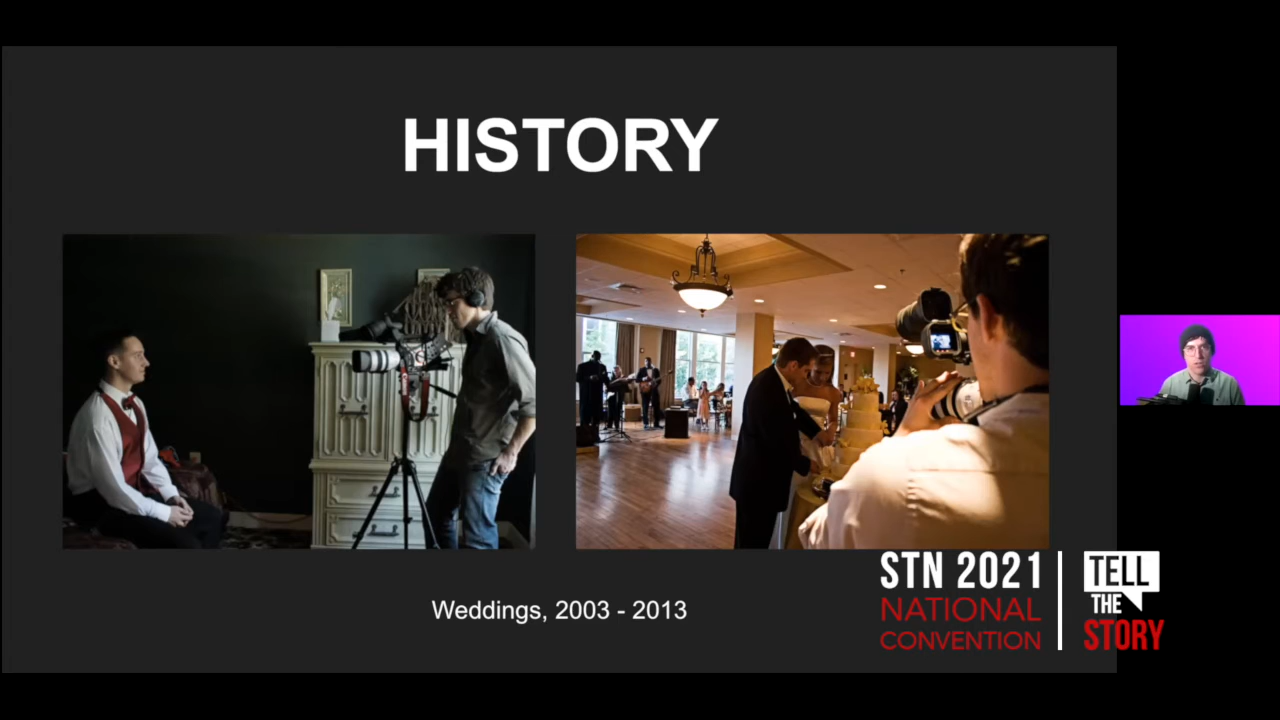 HISTORY
Weddings, 2003 - 2013
STN 2021
NATIONAL
CONVENTION
TELL
THE
STORY